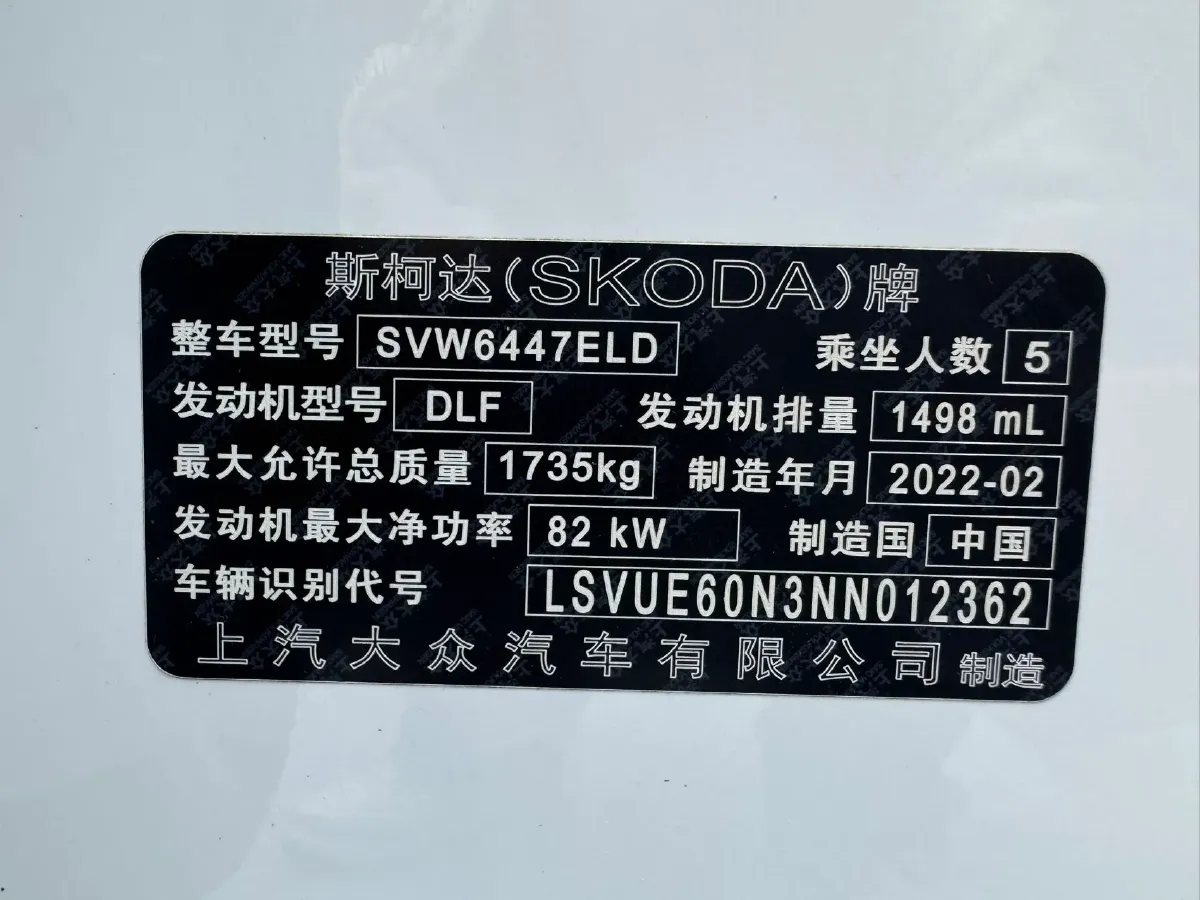 斯柯达(SKODA)牌
整车型号 SVW6447ELD 乘坐人数 5
发动机型号 DLF 发动机排量 1498 mL
最大允许总质量 1735kg 制造年月 2022-02
发动机最大净功率 82 kW 制造国 中国
车辆识别代号 LSVUE60N3NN012362
上汽大众汽车有限公司 制造